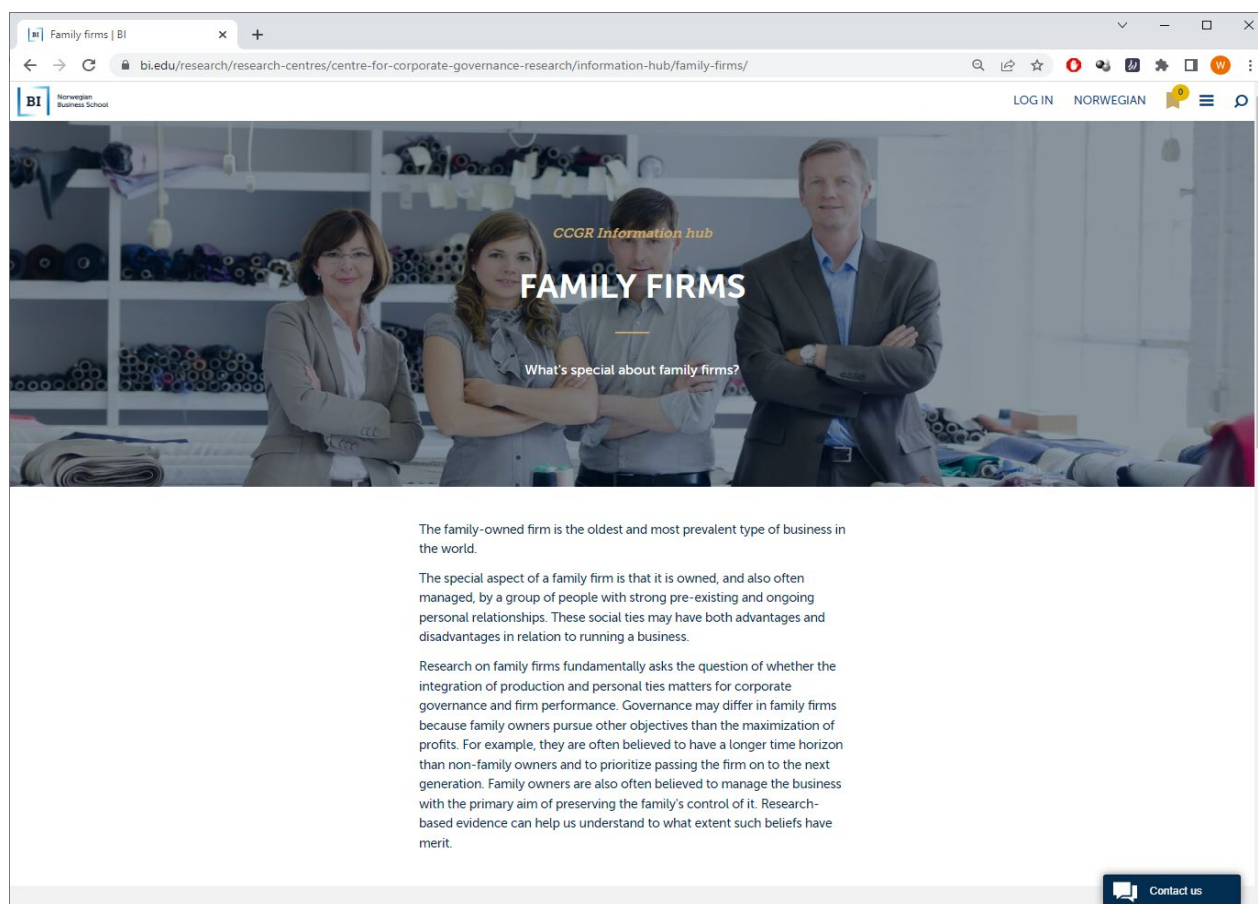 Family firms | BI
bi.edu/research/research-centres/centre-for-corporate-governance-research/information-hub/family-firms/
W
BI
Norwegian
Business School
LOG IN
NORWEGIAN
0
CCGR Information hub
FAMILY FIRMS
What's special about family firms?
The family-owned firm is the oldest and most prevalent type of business in
the world.
The special aspect of a family firm is that it is owned, and also often
managed, by a group of people with strong pre-existing and ongoing
personal relationships. These social ties may have both advantages and
disadvantages in relation to running a business.
Research on family firms fundamentally asks the question of whether the
integration of production and personal ties matters for corporate
governance and firm performance. Governance may differ in family firms
because family owners pursue other objectives than the maximization of
profits. For example, they are often believed to have a longer time horizon
than non-family owners and to prioritize passing the firm on to the next
generation. Family owners are also often believed to manage the business
with the primary aim of preserving the family's control of it. Research-
based evidence can help us understand to what extent such beliefs have
merit.
Contact us